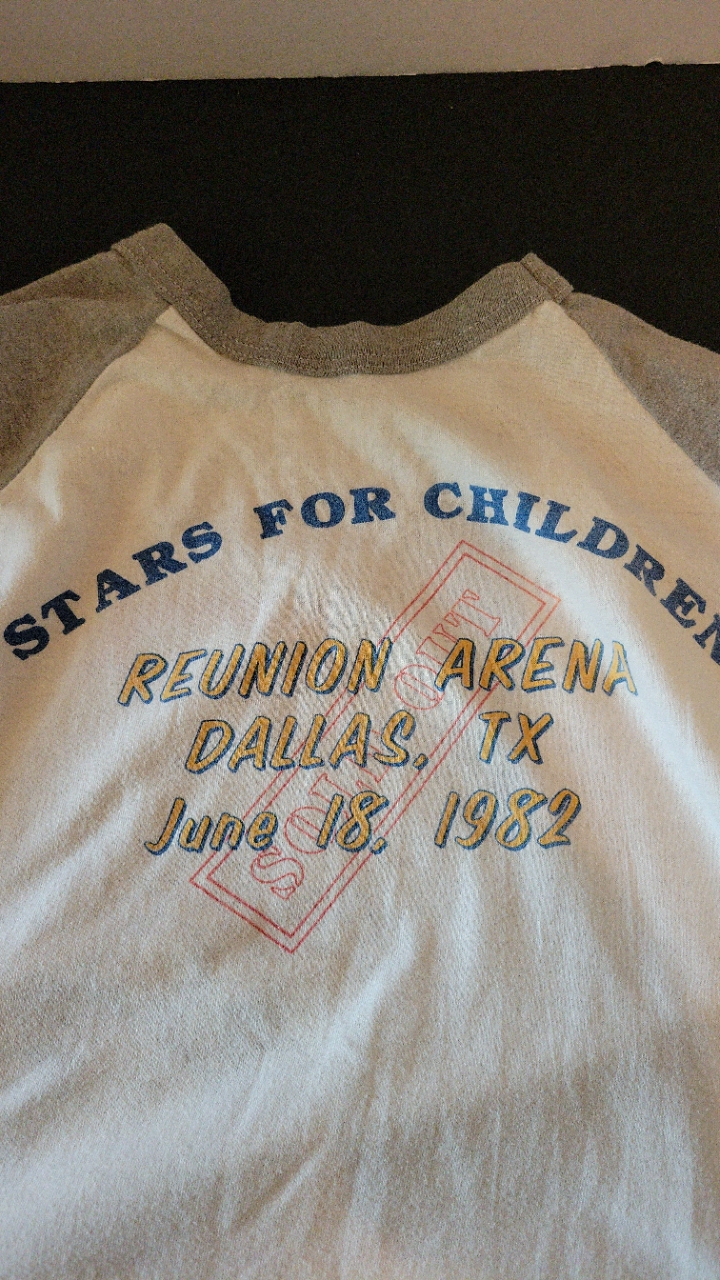 STARS FOR CHILDREN
REUNION ARENA
DALLAS, TX
June 18, 1982
SOLD OUT